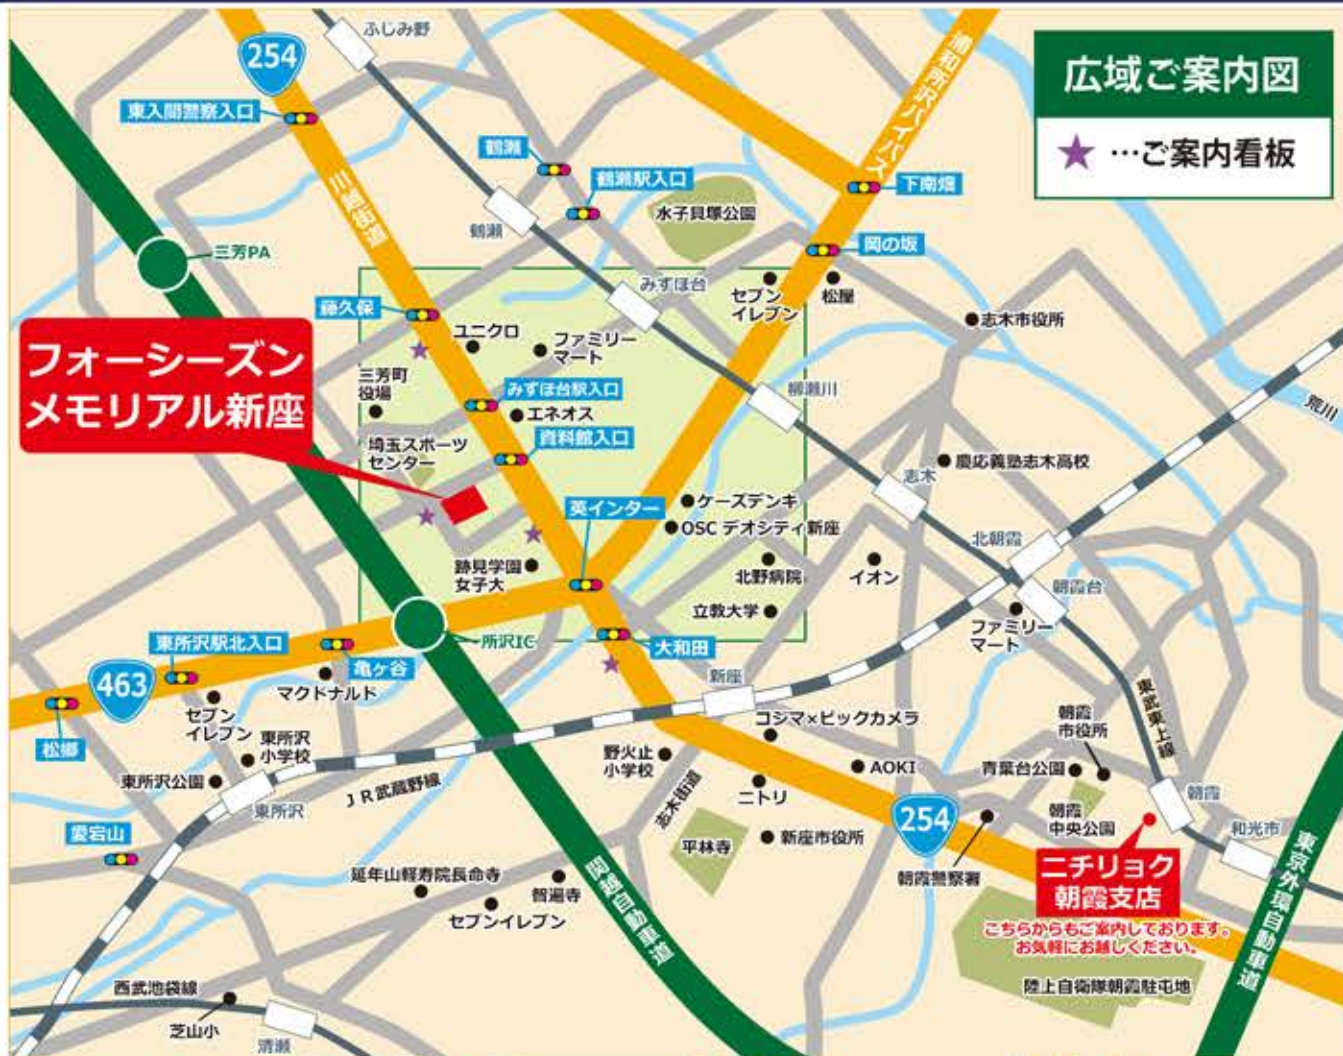 広域ご案内図
★…ご案内看板
254
ふじみ野
浦和所沢バイパス
東入間警察入口
川越街道
鶴瀬
鶴瀬駅入口
水子貝塚公園
下南畑
鶴瀬
岡の坂
三芳PA
みずほ台
セブン
イレブン
松屋
藤久保
志木市役所
フォーシーズン
メモリアル新座
ユニクロ
ファミリー
マート
三芳町
役場
みずほ台駅入口
エネオス
柳瀬川
荒川
資料館入口
埼玉スポーツ
センター
慶応義塾志木高校
志木
英インター
ケーズデンキ
OSC デオシティ新座
北朝霞
跡見学園
女子大
北野病院
イオン
朝霞台
立教大学
ファミリー
マート
東所沢駅北入口
所沢IC
大和田
亀ヶ谷
463
マクドナルド
新座
セブン
イレブン
東武東上線
松郷
東所沢
小学校
コジマ×ビックカメラ
朝霞
市役所
野火止
小学校
東所沢公園
JR武蔵野線
AOKI
青葉台公園
ニトリ
志木街道
東所沢
朝霞
朝霞
中央公園
254
和光市
愛宕山
平林寺
新座市役所
東京外環自動車道
延年山軽寿院長命寺
智遍寺
関越自動車道
朝霞警察署
ニチリョク
朝霞支店
セブンイレブン
こちらからもご案内しております。
お気軽にお越しください。
西武池袋線
陸上自衛隊朝霞駐屯地
芝山小
清瀬